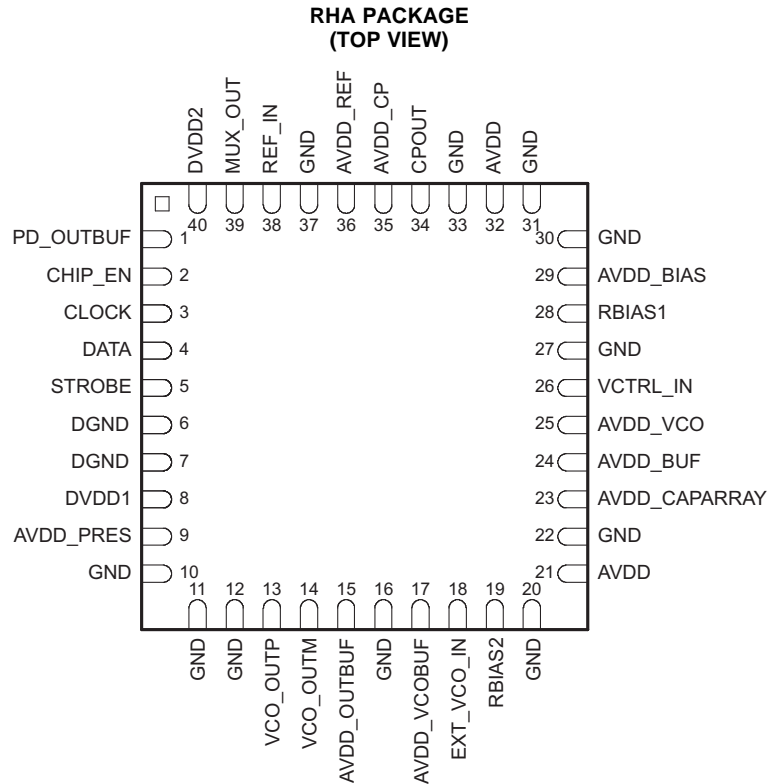 RHA PACKAGE
(TOP VIEW)
DVDD2
MUX_OUT
REF_IN
GND
AVDD_REF
AVDD_CP
CPOUT
GND
AVDD
GND
40 39 38 37 36 35 34 33 32 31
PD_OUTBUF 1
CHIP_EN 2
CLOCK 3
DATA 4
STROBE 5
DGND 6
DGND 7
DVDD1 8
AVDD_PRES 9
GND 10
30 GND
29 AVDD_BIAS
28 RBIAS1
27 GND
26 VCTRL_IN
25 AVDD_VCO
24 AVDD_BUF
23 AVDD_CAPARRAY
22 GND
21 AVDD
11 12 13 14 15 16 17 18 19 20
GND
GND
VCO_OUTP
VCO_OUTM
AVDD_OUTBUF
GND
AVDD_VCOBUF
EXT_VCO_IN
RBIAS2
GND